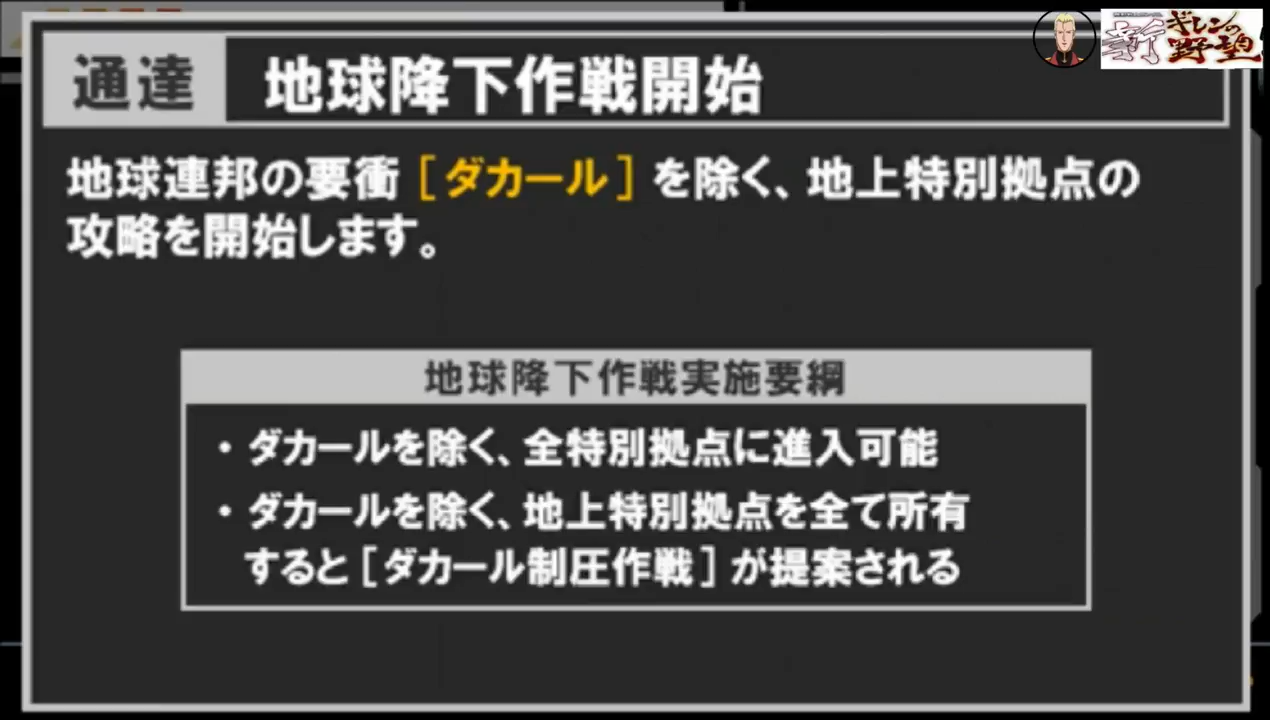 新ギレンの野望
通達
地球降下作戦開始
地球連邦の要衝［ダカール］を除く、地上特別拠点の
攻略を開始します。
地球降下作戦実施要綱
・ダカールを除く、全特別拠点に進入可能
・ダカールを除く、地上特別拠点を全て所有
すると［ダカール制圧作戦］が提案される